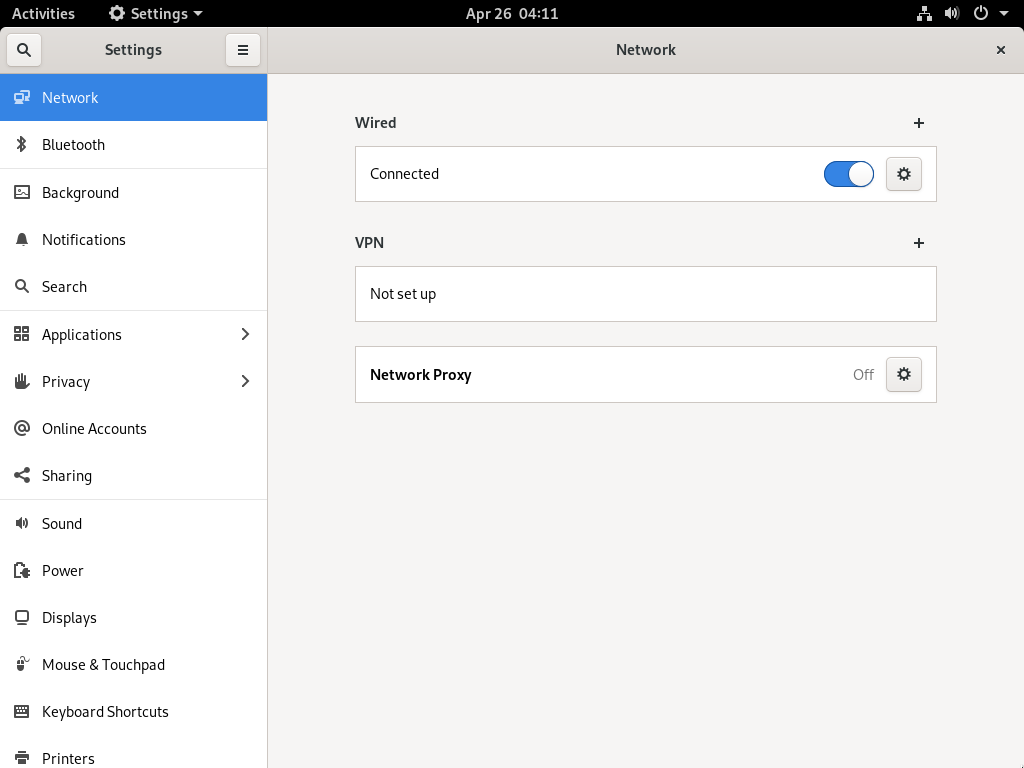 Activities
Settings
Apr 26 04:11
Settings
Network
Network
Bluetooth
Background
Notifications
Search
Applications
Privacy
Online Accounts
Sharing
Sound
Power
Displays
Mouse & Touchpad
Keyboard Shortcuts
Printers
Wired
Connected
VPN
Not set up
Network Proxy
Off